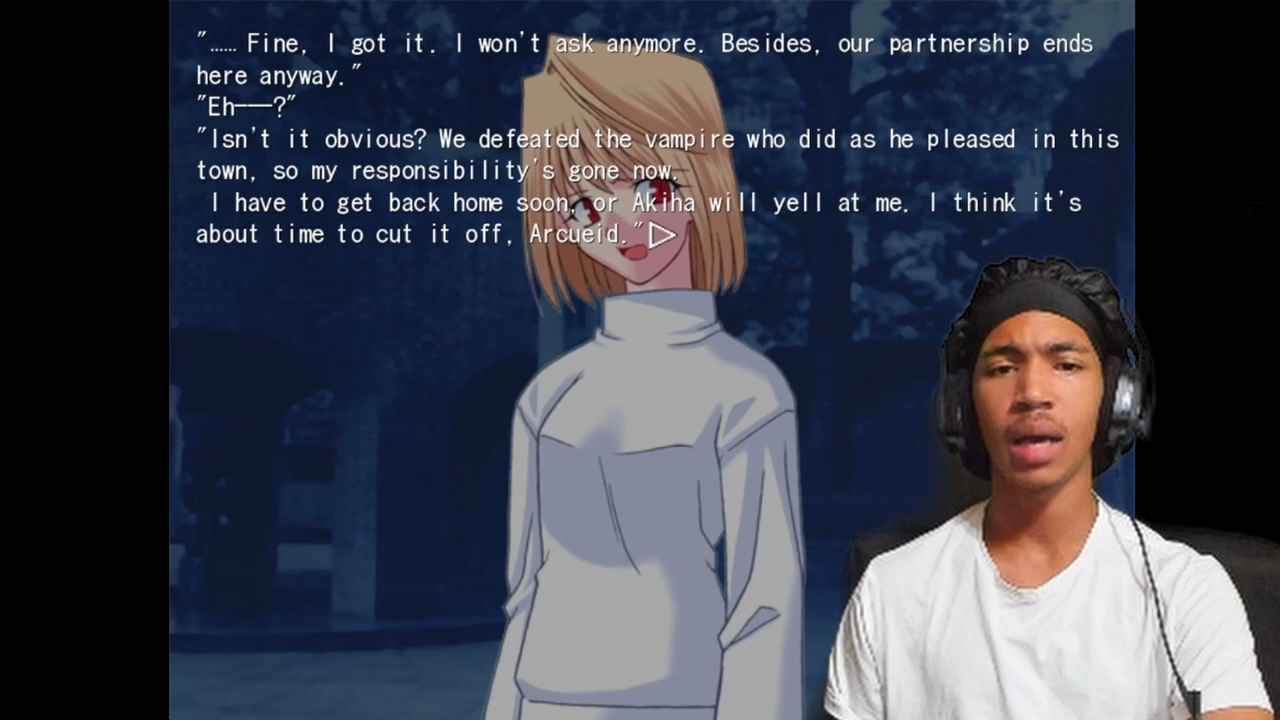 "…… Fine, I got it. I won't ask anymore. Besides, our partnership ends
here anyway."
"Eh――?"
"Isn't it obvious? We defeated the vampire who did as he pleased in this
town, so my responsibility's gone now.
I have to get back home soon, or Akiha will yell at me. I think it's
about time to cut it off, Arcueid."